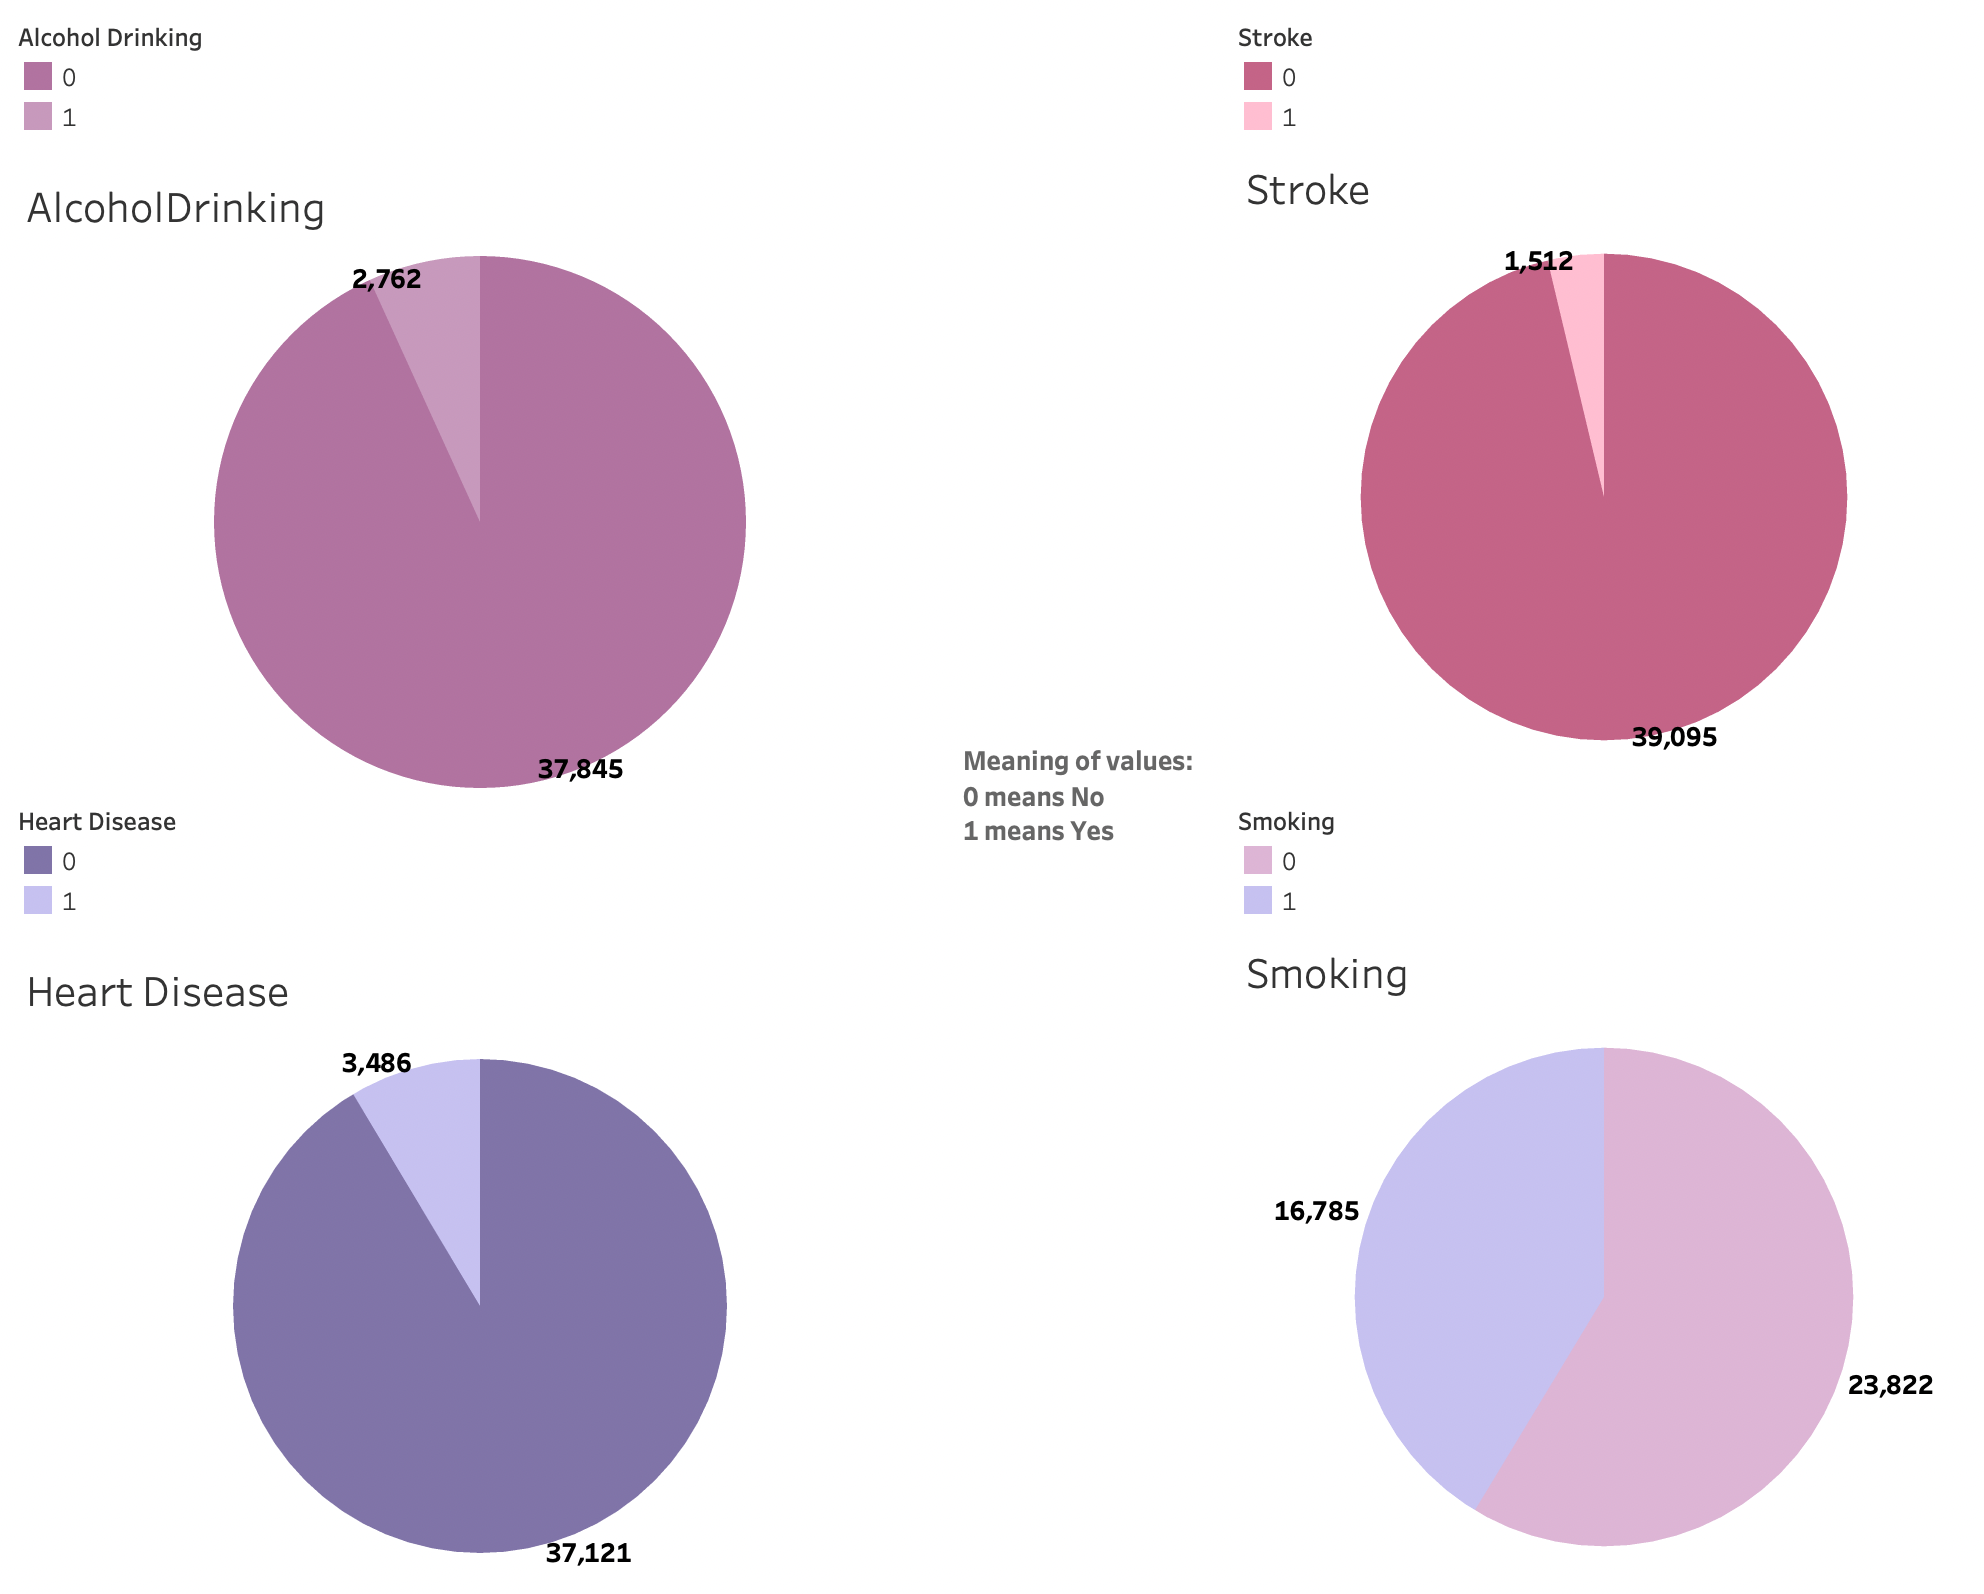 Alcohol Drinking
0
1
AlcoholDrinking
2,762
37,845
Stroke
0
1
Stroke
1,512
39,095
Meaning of values:
0 means No
1 means Yes
Heart Disease
0
1
Heart Disease
3,486
37,121
Smoking
0
1
Smoking
16,785
23,822